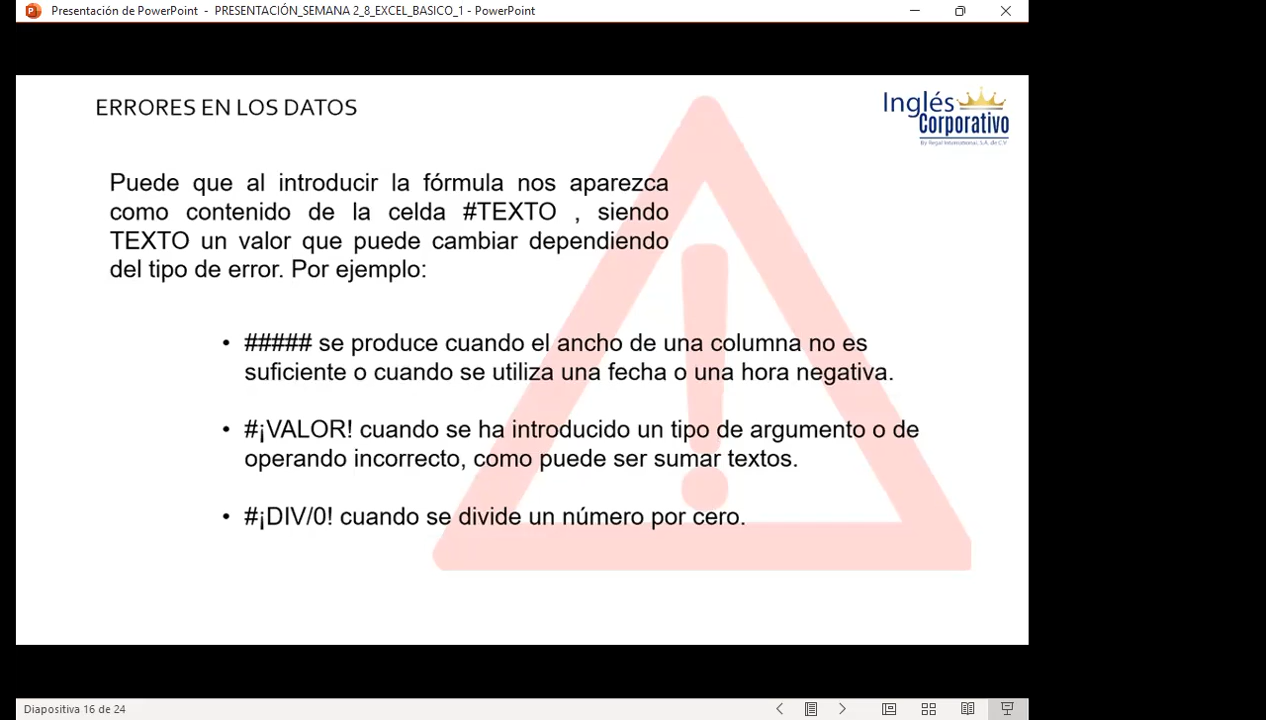 Presentación de PowerPoint - PRESENTACIÓN_SEMANA 2_8_EXCEL_BASICO_1 - PowerPoint
ERRORES EN LOS DATOS
Inglés
Corporativo
By Regal International, S.A. de C.V.
Puede que al introducir la fórmula nos aparezca
como contenido de la celda #TEXTO , siendo
TEXTO un valor que puede cambiar dependiendo
del tipo de error. Por ejemplo:
• ##### se produce cuando el ancho de una columna no es
suficiente o cuando se utiliza una fecha o una hora negativa.
• #¡VALOR! cuando se ha introducido un tipo de argumento o de
operando incorrecto, como puede ser sumar textos.
• #¡DIV/0! cuando se divide un número por cero.
Diapositiva 16 de 24